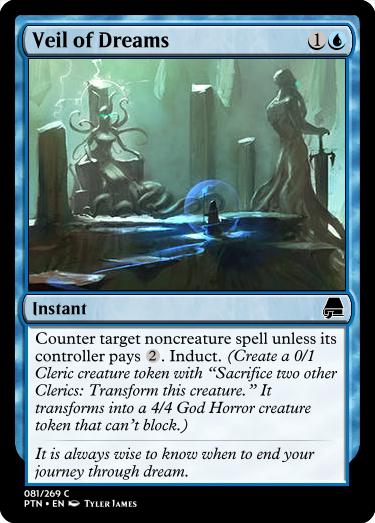 Veil of Dreams 1
Instant
Counter target noncreature spell unless its
controller pays 2. Induct. (Create a 0/1
Cleric creature token with “Sacrifice two other
Clerics: Transform this creature.” It
transforms into a 4/4 God Horror creature
token that can't block.)
It is always wise to know when to end your
journey through dream.
081/269 C
PTN • EN TYLER JAMES